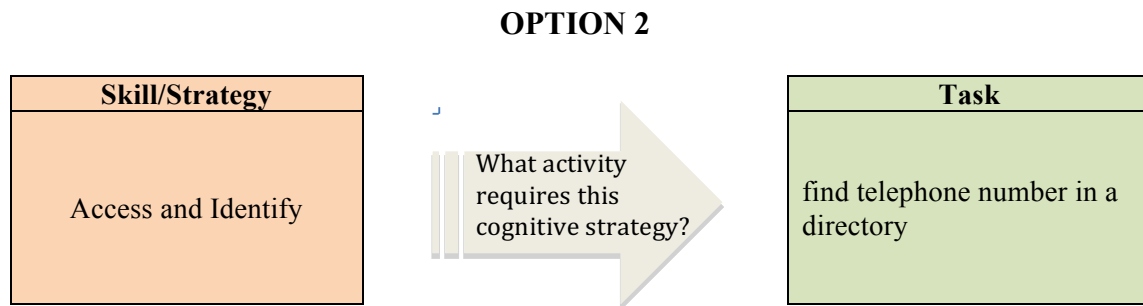 OPTION 2
Skill/Strategy
Access and Identify
What activity
requires this
cognitive strategy?
Task
find telephone number in a
directory